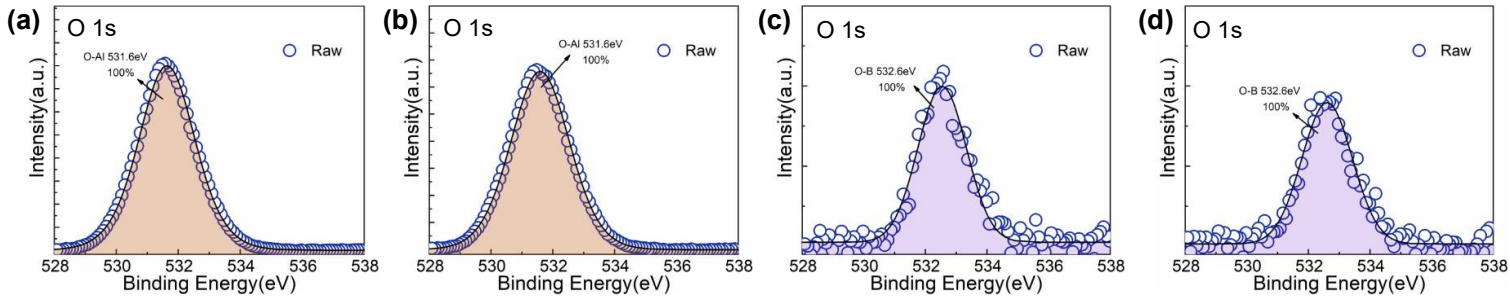 (a)
O 1s
Raw
O-Al 531.6eV
100%
Intensity(a.u.)
528 530 532 534 536 538
Binding Energy(eV)
(b)
O 1s
Raw
O-Al 531.6eV
100%
Intensity(a.u.)
528 530 532 534 536 538
Binding Energy(eV)
(c)
O 1s
Raw
O-B 532.6eV
100%
Intensity(a.u.)
528 530 532 534 536 538
Binding Energy(eV)
(d)
O 1s
Raw
O-B 532.6eV
100%
Intensity(a.u.)
528 530 532 534 536 538
Binding Energy(eV)